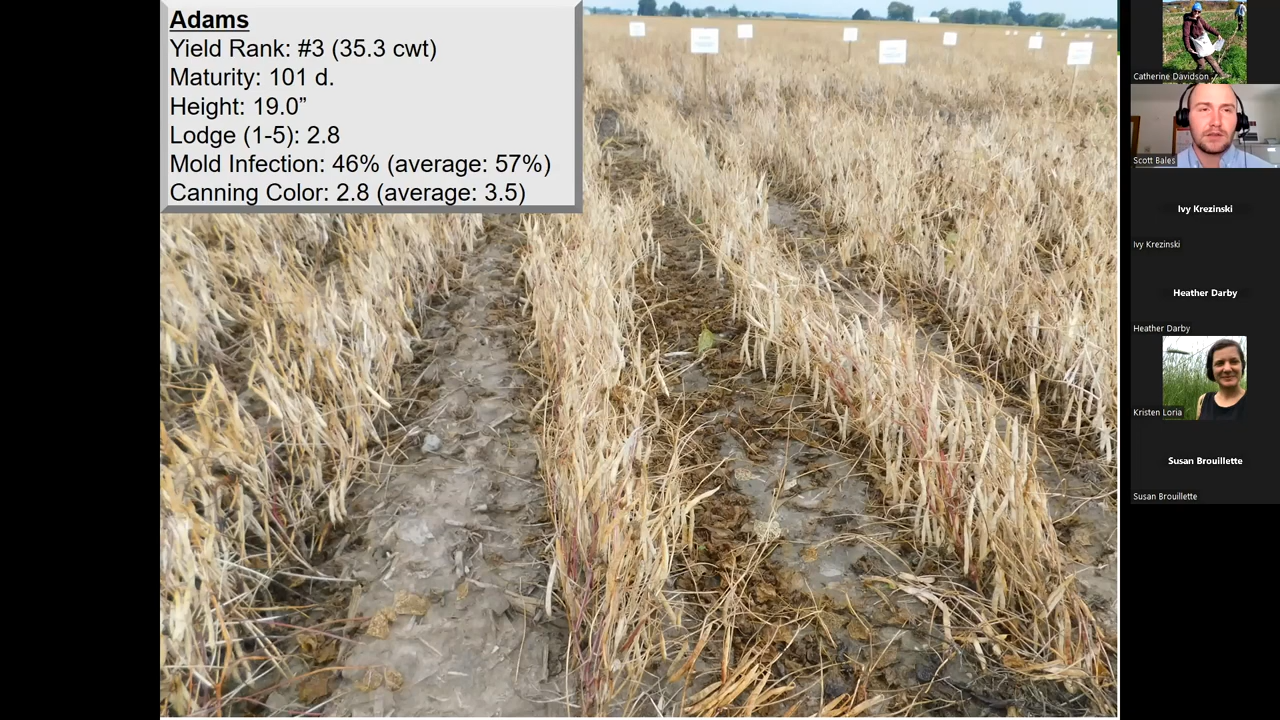 Adams
Yield Rank: #3 (35.3 cwt)
Maturity: 101 d.
Height: 19.0”
Lodge (1-5): 2.8
Mold Infection: 46% (average: 57%)
Canning Color: 2.8 (average: 3.5)
Catherine Davidson
Scott Bales
Ivy Krezinski
Ivy Krezinski
Heather Darby
Heather Darby
Kristen Loria
Susan Brouillette
Susan Brouillette